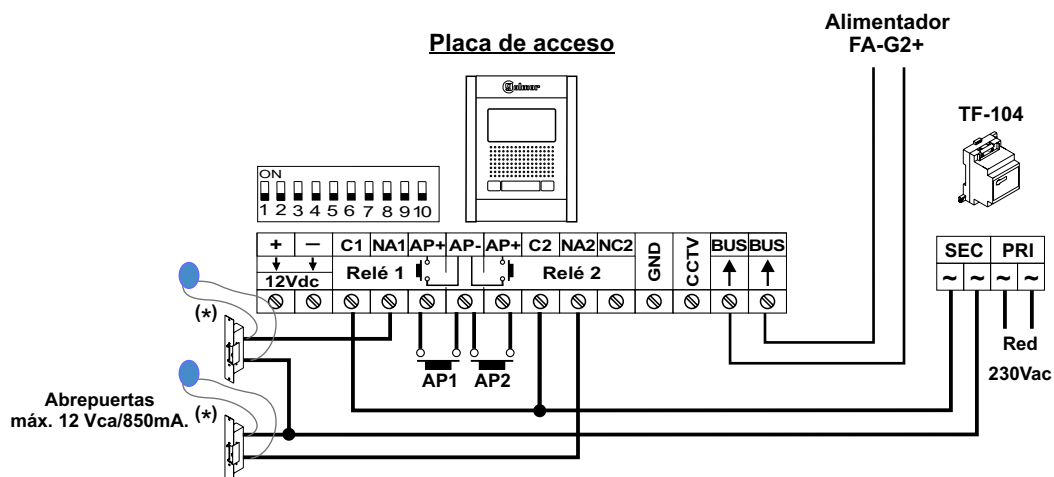 Alimentador
FA-G2+
Placa de acceso
Golmar
TF-104
ON
1 2 3 4 5 6 7 8 9 10
+ – C1 NA1 AP+ AP- AP+ C2 NA2 NC2 GND CCTV BUS BUS
12Vdc Relé 1 Relé 2
SEC PRI
~ ~ ~ ~
(*)
AP1 AP2
Red
230Vac
Abrepuertas
máx. 12 Vca/850mA. (*)